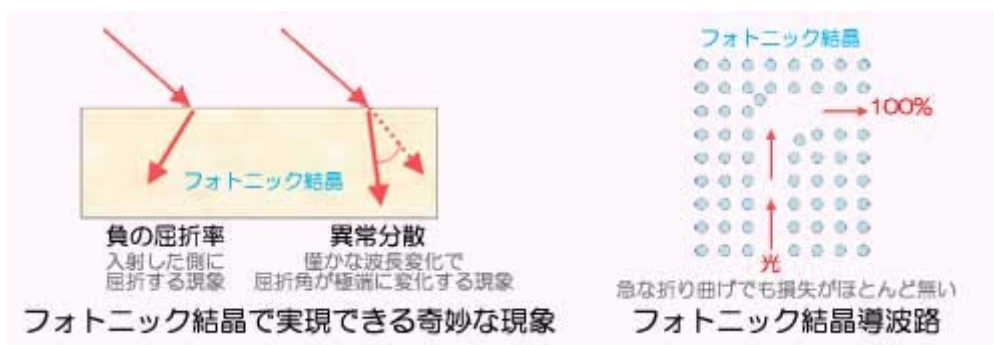 フォトニック結晶
負の屈折率
入射した側に
屈折する現象
異常分散
僅かな波長変化で
屈折角が極端に変化する現象
フォトニック結晶で実現できる奇妙な現象
フォトニック結晶
100%
光
急な折り曲げでも損失がほとんど無い
フォトニック結晶導波路